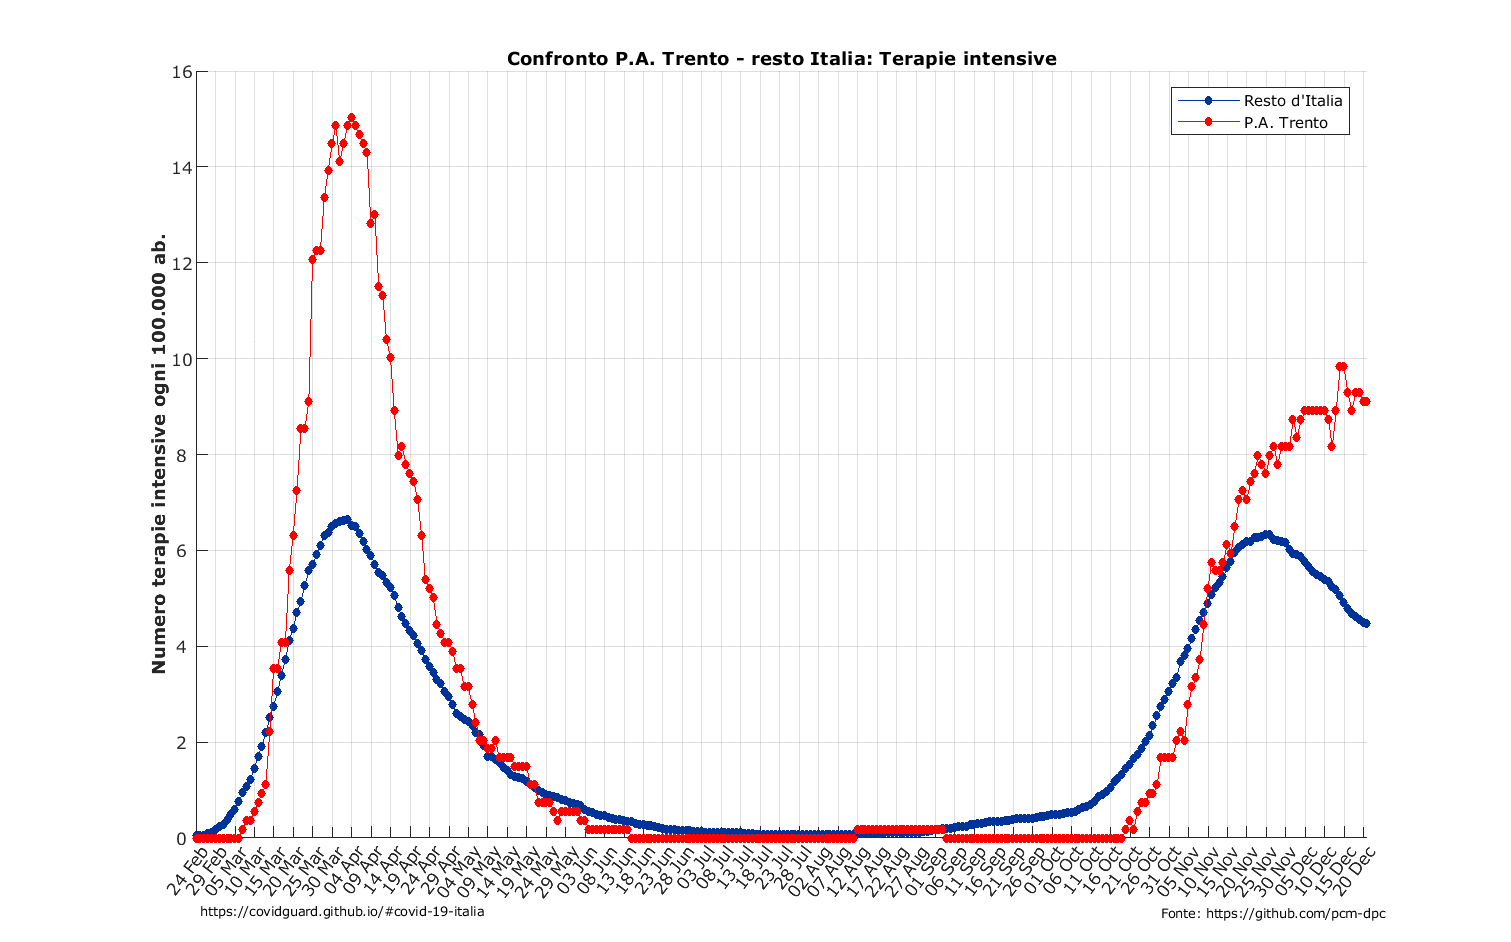 Confronto P.A. Trento - resto Italia: Terapie intensive
Resto d'Italia
P.A. Trento
Numero terapie intensive ogni 100.000 ab.
16
14
12
10
8
6
4
2
0
24 Feb
29 Feb
05 Mar
10 Mar
15 Mar
20 Mar
25 Mar
30 Mar
04 Apr
09 Apr
14 Apr
19 Apr
24 Apr
29 Apr
04 May
09 May
14 May
19 May
24 May
29 May
03 Jun
08 Jun
13 Jun
18 Jun
23 Jun
28 Jun
03 Jul
08 Jul
13 Jul
18 Jul
23 Jul
28 Jul
02 Aug
07 Aug
12 Aug
17 Aug
22 Aug
27 Aug
01 Sep
06 Sep
11 Sep
16 Sep
21 Sep
26 Sep
01 Oct
06 Oct
11 Oct
16 Oct
21 Oct
26 Oct
31 Oct
05 Nov
10 Nov
15 Nov
20 Nov
25 Nov
30 Nov
05 Dec
10 Dec
15 Dec
20 Dec
https://covidguard.github.io/#covid-19-italia
Fonte: https://github.com/pcm-dpc